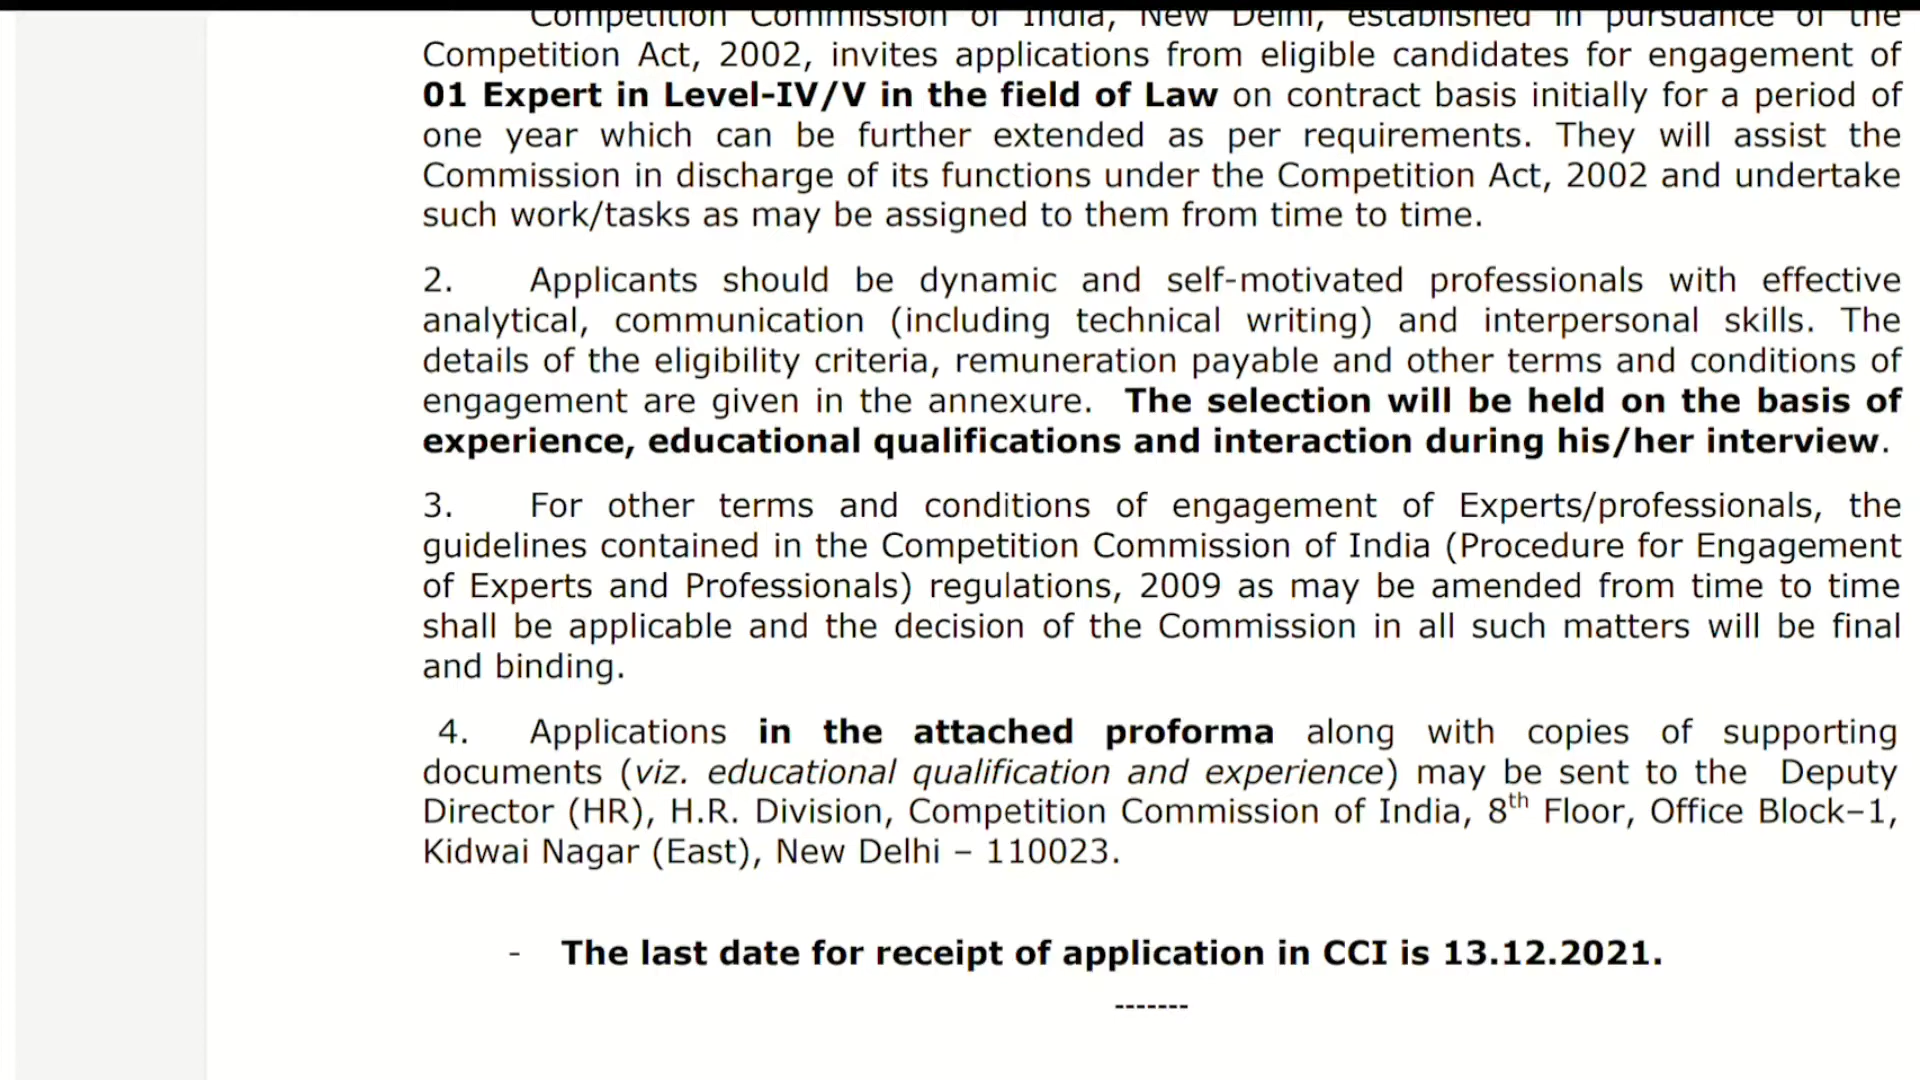 Competition Commission of India, New Delhi, established in pursuance of the
Competition Act, 2002, invites applications from eligible candidates for engagement of
01 Expert in Level-IV/V in the field of Law on contract basis initially for a period of
one year which can be further extended as per requirements. They will assist the
Commission in discharge of its functions under the Competition Act, 2002 and undertake
such work/tasks as may be assigned to them from time to time.
2. Applicants should be dynamic and self-motivated professionals with effective
analytical, communication (including technical writing) and interpersonal skills. The
details of the eligibility criteria, remuneration payable and other terms and conditions of
engagement are given in the annexure. The selection will be held on the basis of
experience, educational qualifications and interaction during his/her interview.
3. For other terms and conditions of engagement of Experts/professionals, the
guidelines contained in the Competition Commission of India (Procedure for Engagement
of Experts and Professionals) regulations, 2009 as may be amended from time to time
shall be applicable and the decision of the Commission in all such matters will be final
and binding.
4. Applications in the attached proforma along with copies of supporting
documents (viz. educational qualification and experience) may be sent to the Deputy
Director (HR), H.R. Division, Competition Commission of India, 8th Floor, Office Block–1,
Kidwai Nagar (East), New Delhi – 110023.
- The last date for receipt of application in CCI is 13.12.2021.
-------